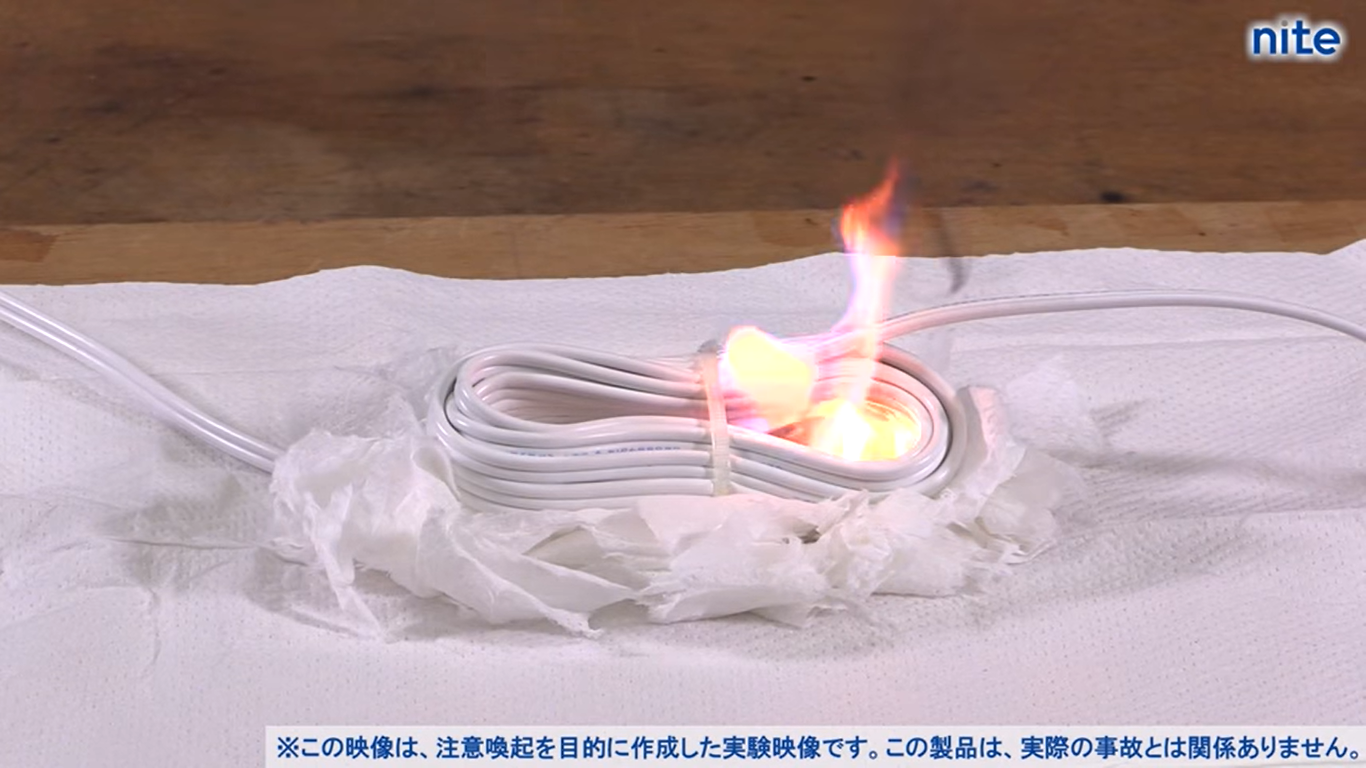 nite
※この映像は、注意喚起を目的に作成した実験映像です。この製品は、実際の事故とは関係ありません。